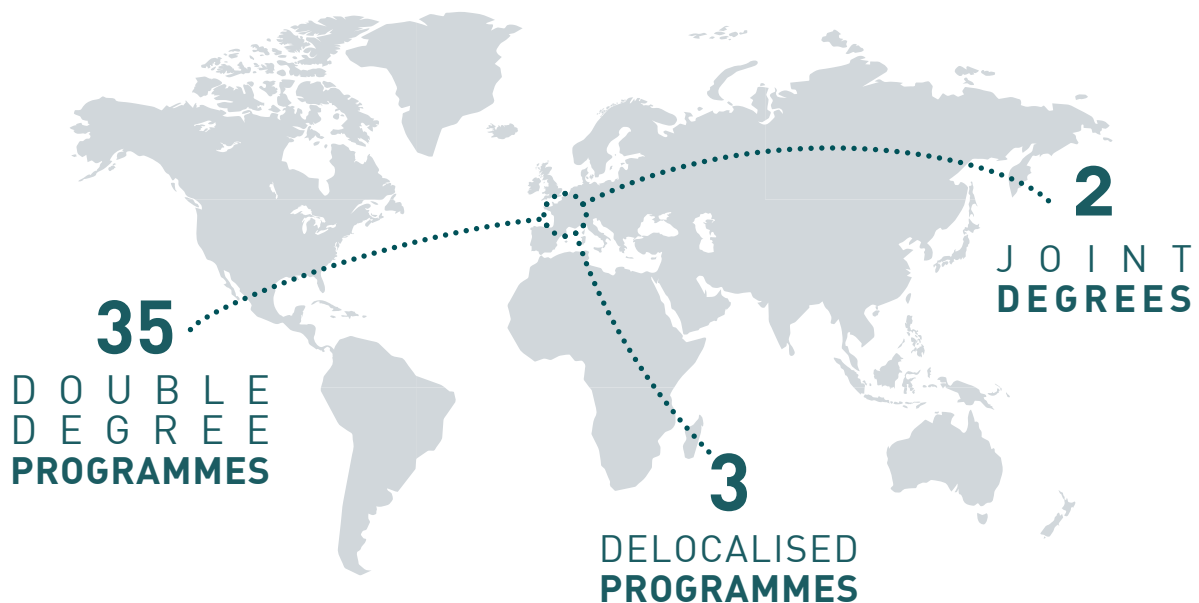 35
DOUBLE
DEGREE
PROGRAMMES
3
DELOCALISED
PROGRAMMES
2
JOINT
DEGREES